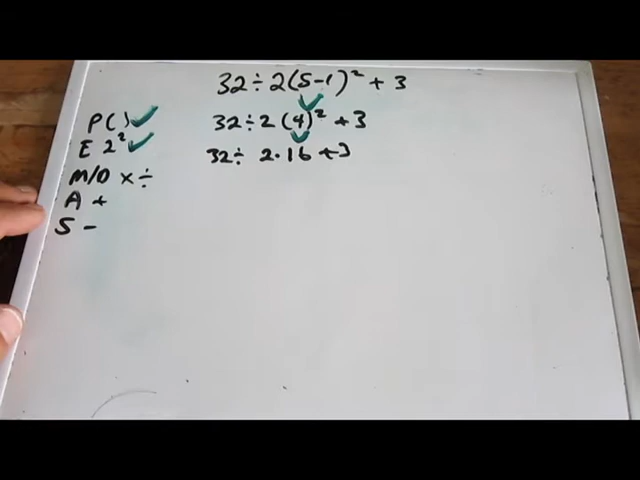 32÷2(5-1)² + 3
P() ✓
32÷2(4)² +3
E 2² ✓
32÷ 2·16 +3
M/D ×÷
A +
S -